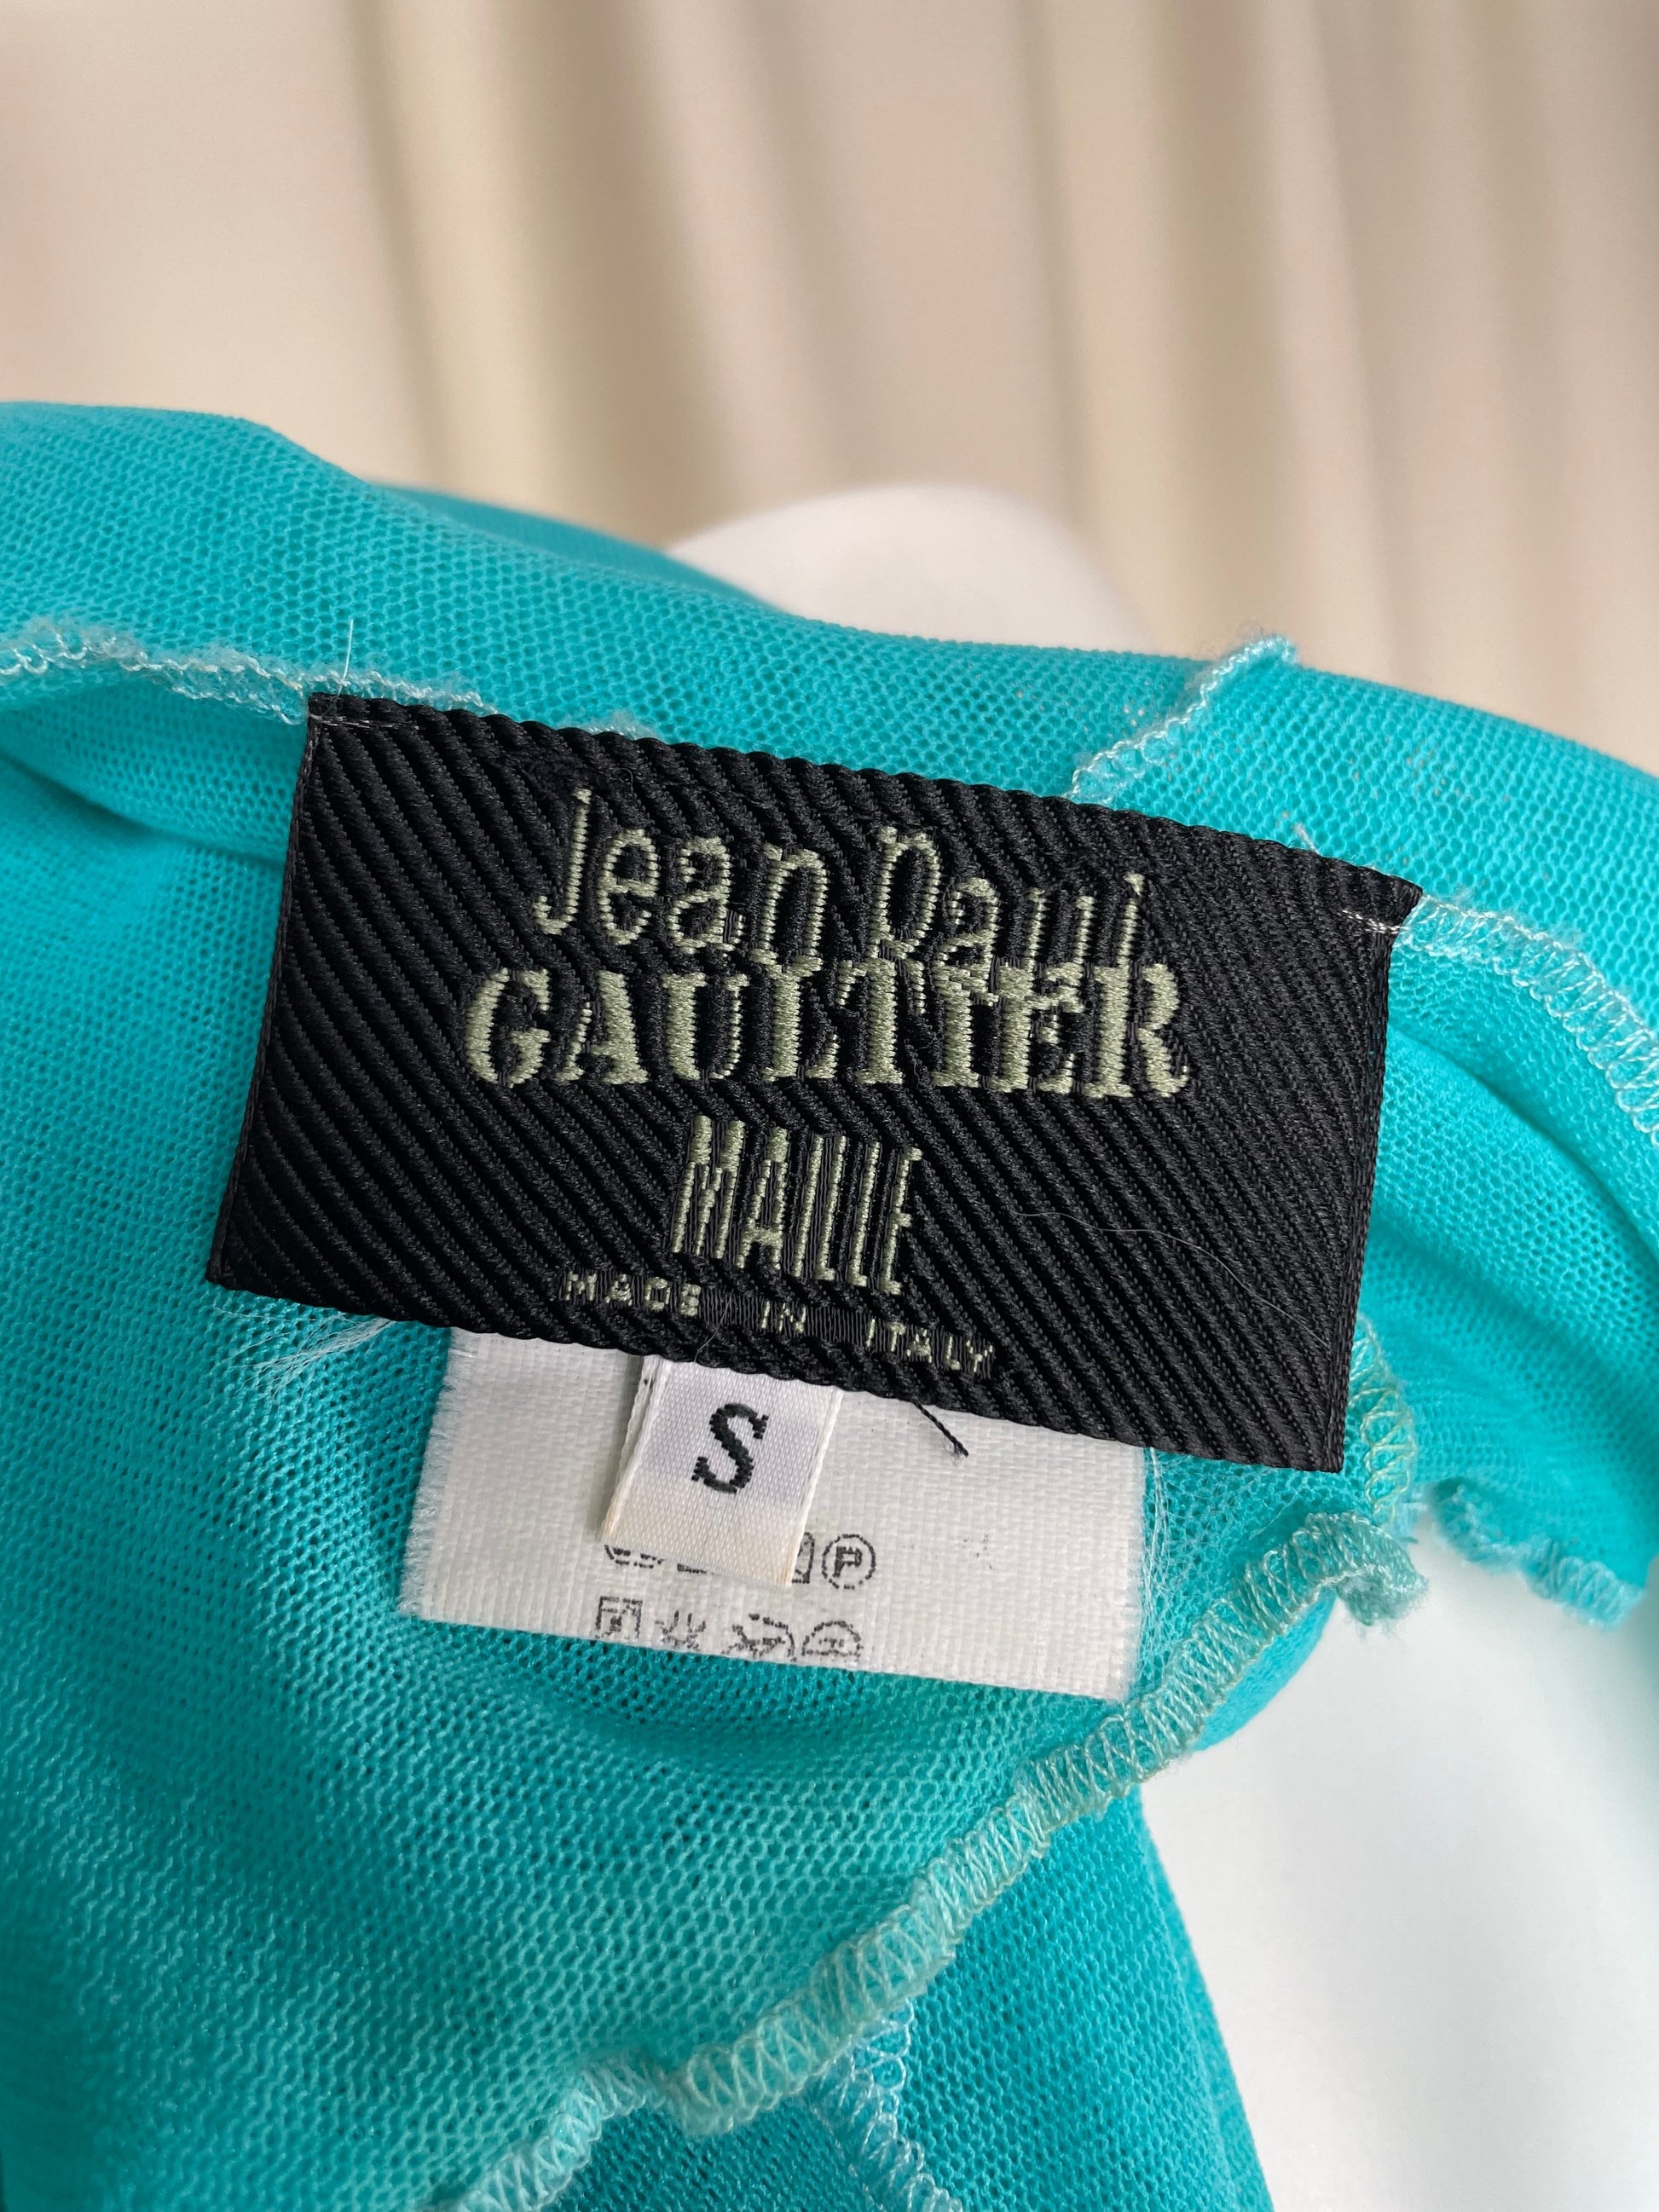 Jean Paul
GAULTIER
MAILLE
MADE IN ITALY
S
P